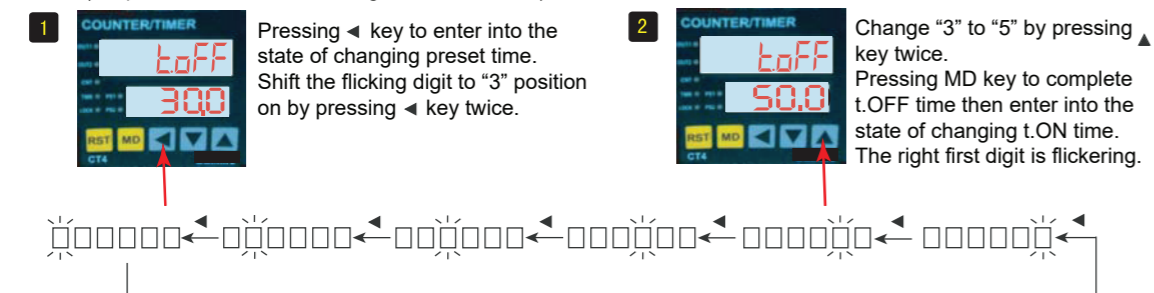 1
COUNTER/TIMER
t.oFF
30.0
RST MD
CT4
Pressing ◄ key to enter into the
state of changing preset time.
Shift the flicking digit to “3” position
on by pressing ◄ key twice.
2
COUNTER/TIMER
t.oFF
50.0
RST MD
CT4
Change “3” to “5” by pressing ▲
key twice.
Pressing MD key to complete
t.OFF time then enter into the
state of changing t.ON time.
The right first digit is flickering.